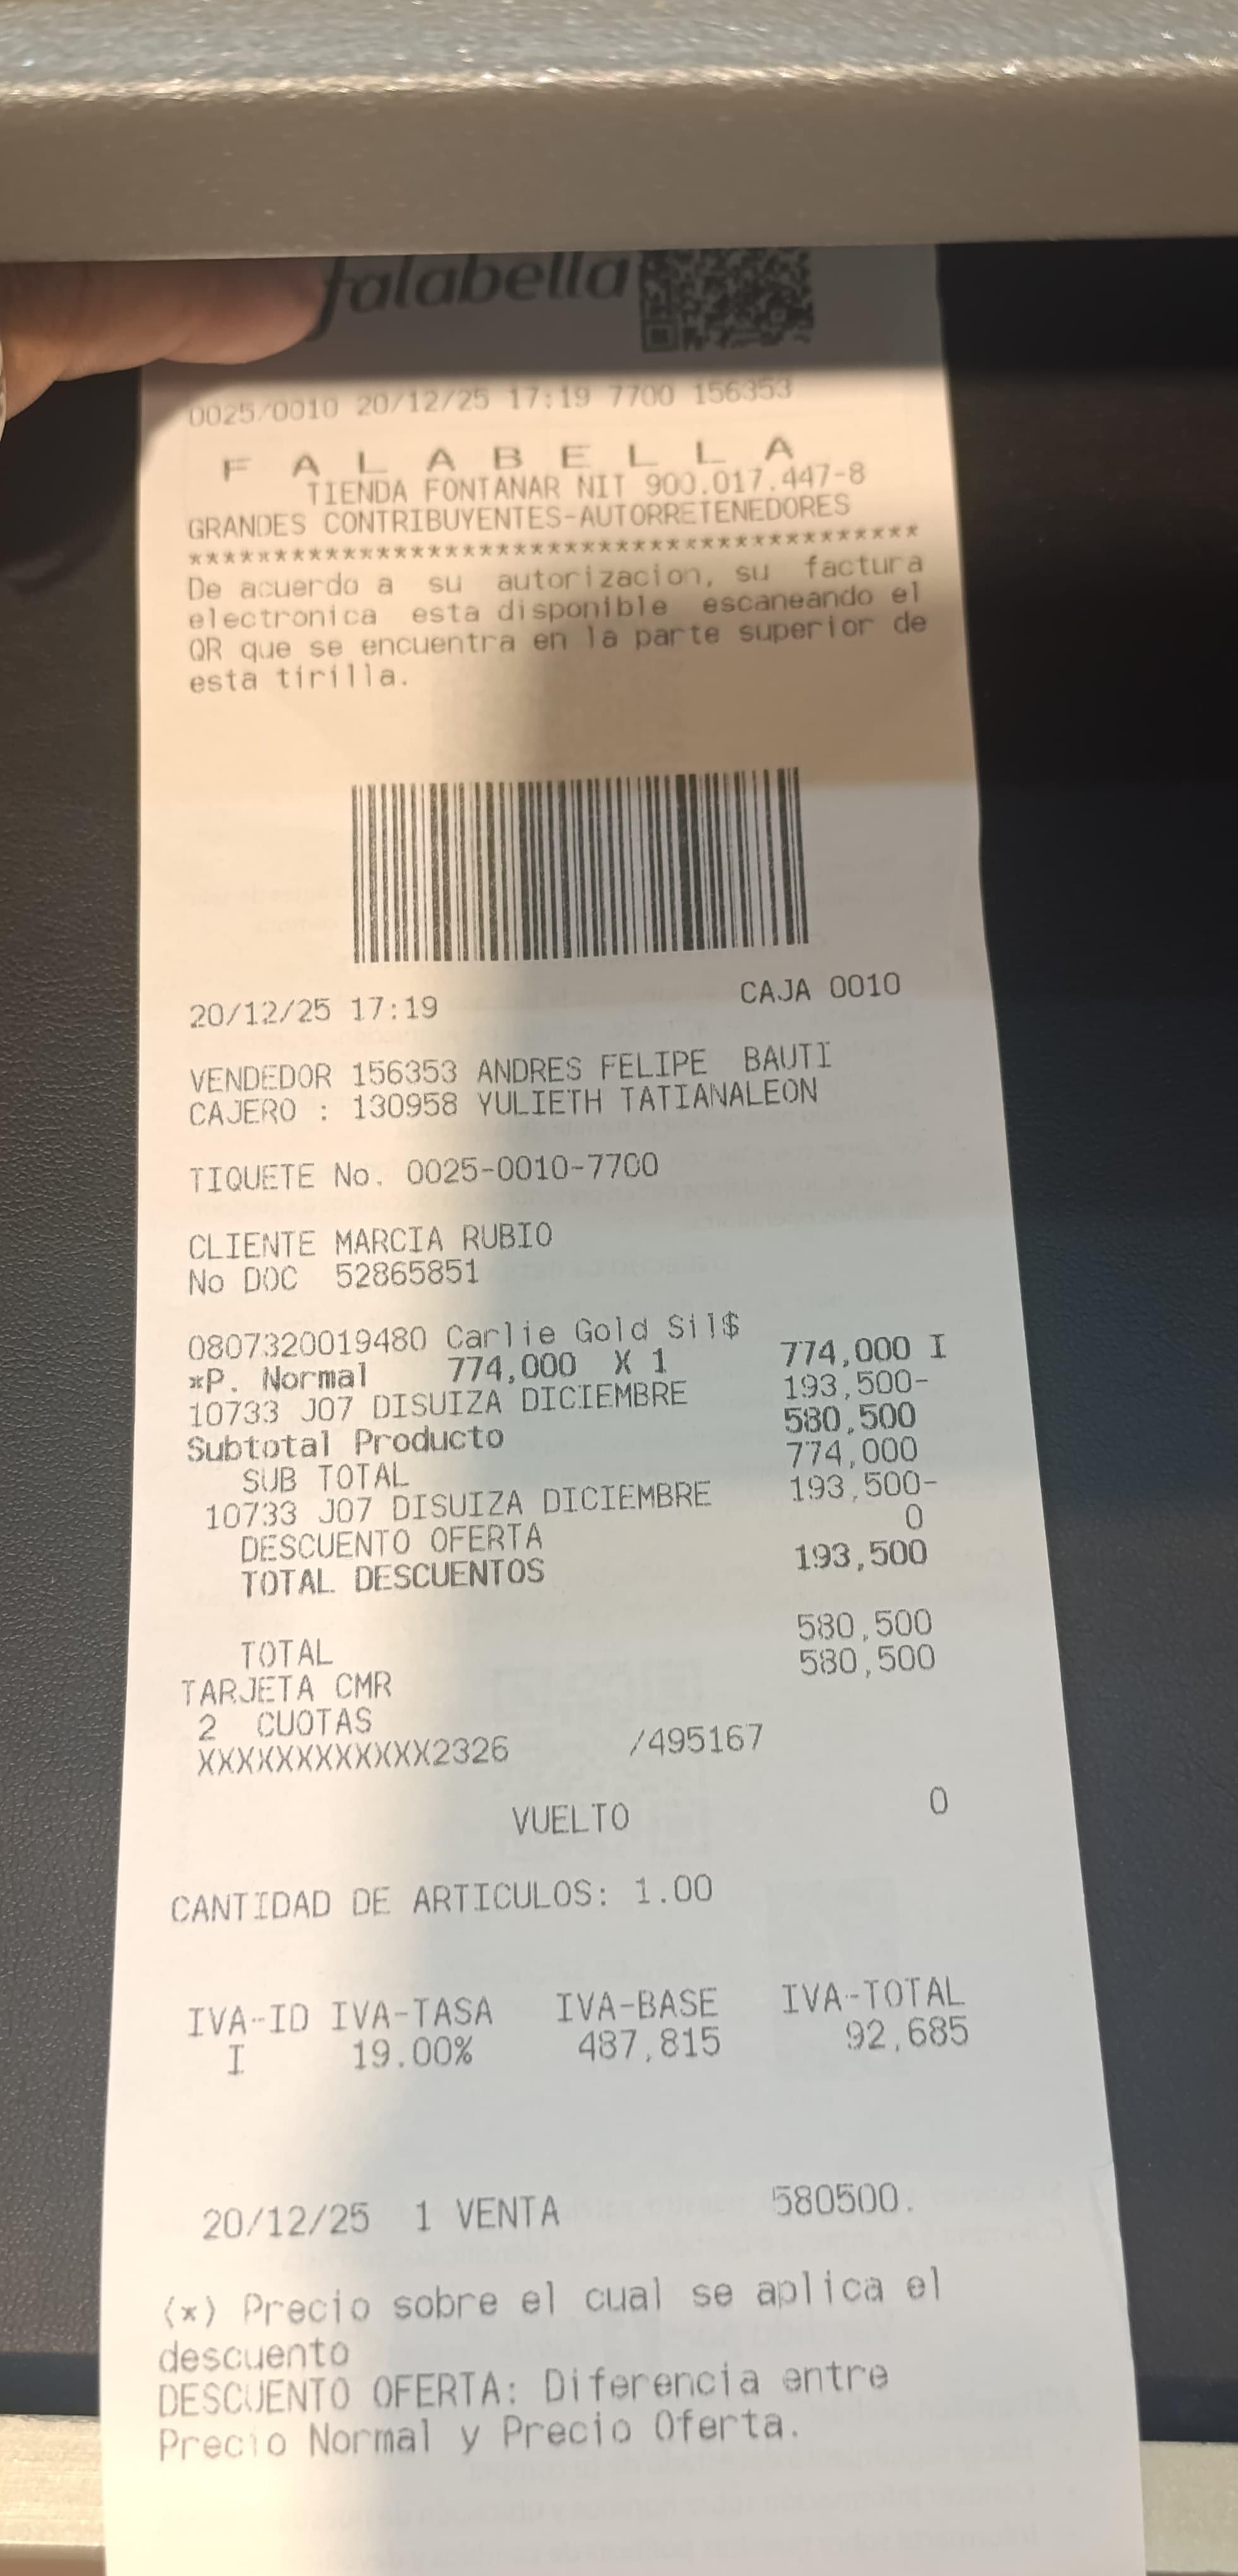 falabella
0025/0010 20/12/25 17:19 7700 156353
F A L A B E L L A
TIENDA FONTANAR NIT 900.017.447-8
GRANDES CONTRIBUYENTES-AUTORRETENEDORES
*****************************************
De acuerdo a su autorizacion, su factura
electronica esta disponible escaneando el
QR que se encuentra en la parte superior de
esta tirilla.
20/12/25 17:19 CAJA 0010
VENDEDOR 156353 ANDRES FELIPE BAUTI
CAJERO : 130958 YULIETH TATIANALEON
TIQUETE No. 0025-0010-7700
CLIENTE MARCIA RUBIO
No DOC 52865851
0807320019480 Carlie Gold Sil$
*P. Normal 774,000 X 1 774,000 I
10733 J07 DISUIZA DICIEMBRE 193,500-
Subtotal Producto 580,500
SUB TOTAL 774,000
10733 J07 DISUIZA DICIEMBRE 193,500-
DESCUENTO OFERTA 0
TOTAL DESCUENTOS 193,500
TOTAL 580,500
TARJETA CMR 580,500
2 CUOTAS
XXXXXXXXXXXX2326 /495167
VUELTO 0
CANTIDAD DE ARTICULOS: 1.00
IVA-ID IVA-TASA IVA-BASE IVA-TOTAL
I 19.00% 487,815 92,685
20/12/25 1 VENTA 580500.
(*) Precio sobre el cual se aplica el
descuento
DESCUENTO OFERTA: Diferencia entre
Precio Normal y Precio Oferta.